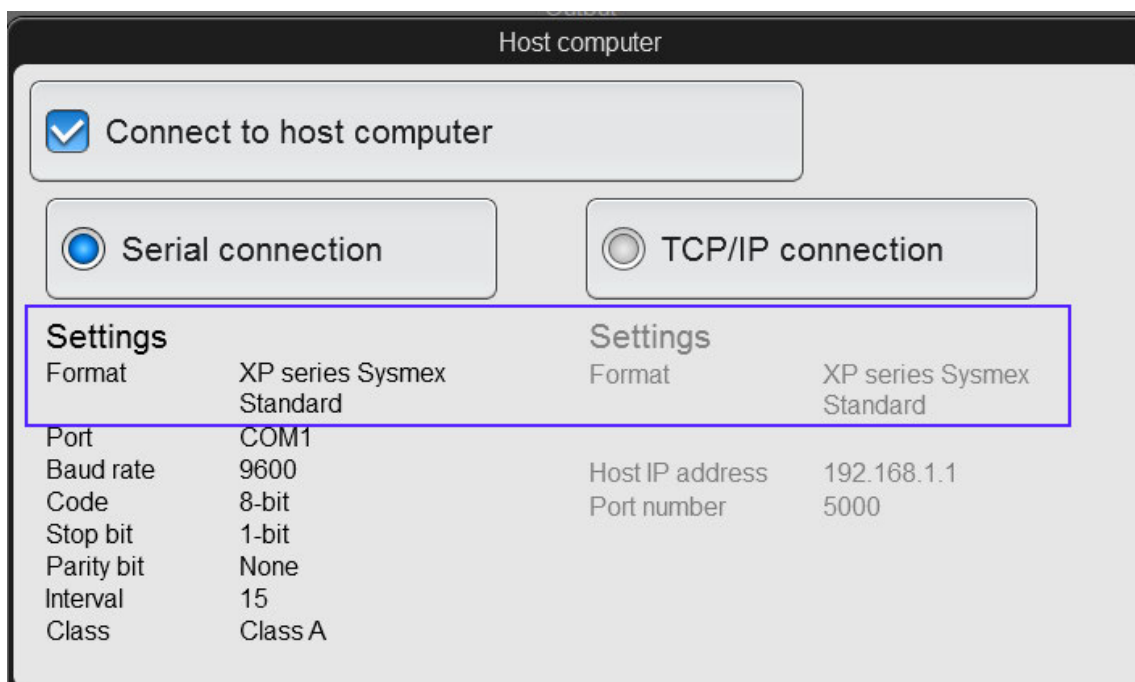 Output
Host computer
Connect to host computer
Serial connection
TCP/IP connection
Settings
Format XP series Sysmex
Standard
Port COM1
Baud rate 9600
Code 8-bit
Stop bit 1-bit
Parity bit None
Interval 15
Class Class A
Settings
Format XP series Sysmex
Standard
Host IP address 192.168.1.1
Port number 5000